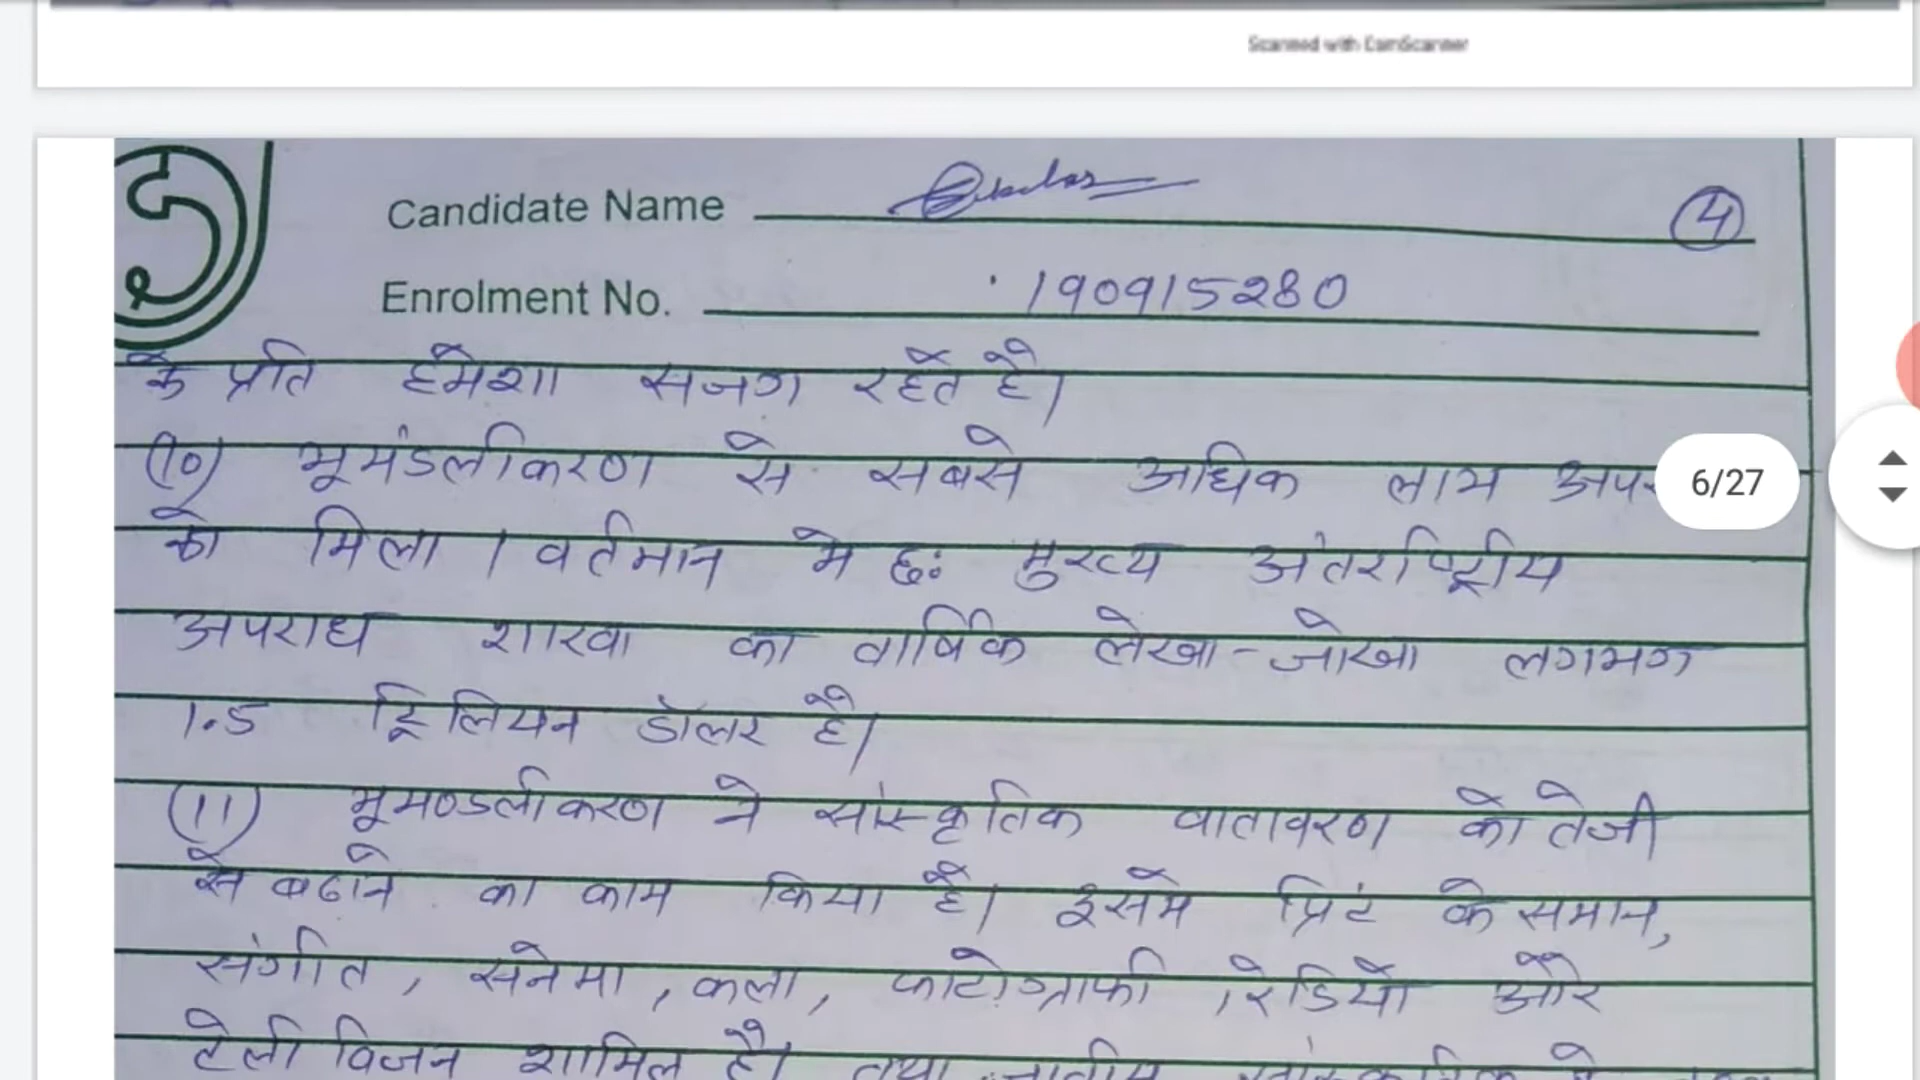 Scanned with CamScanner
Candidate Name
4
Enrolment No. 190915280
के प्रति हमेशा सजग रहते है।
(10) भूमंडलीकरण से सबसे अधिक लाभ
6/27
को मिला। वर्तमान मे छः मुख्य अंतर्राष्ट्रीय
अपराध शाखा का वार्षिक लेखा-जोखा लगभग
1.5 ट्रिलियन डॉलर है।
(11) भूमण्डलीकरण ने सांस्कृतिक वातावरण को तेजी
से बढाने का काम किया है। इसमे प्रिंट के समान,
संगीत, सनेमा, कला, फोटोग्राफी, रेडियो और
टेलीविजन शामिल है। तथा